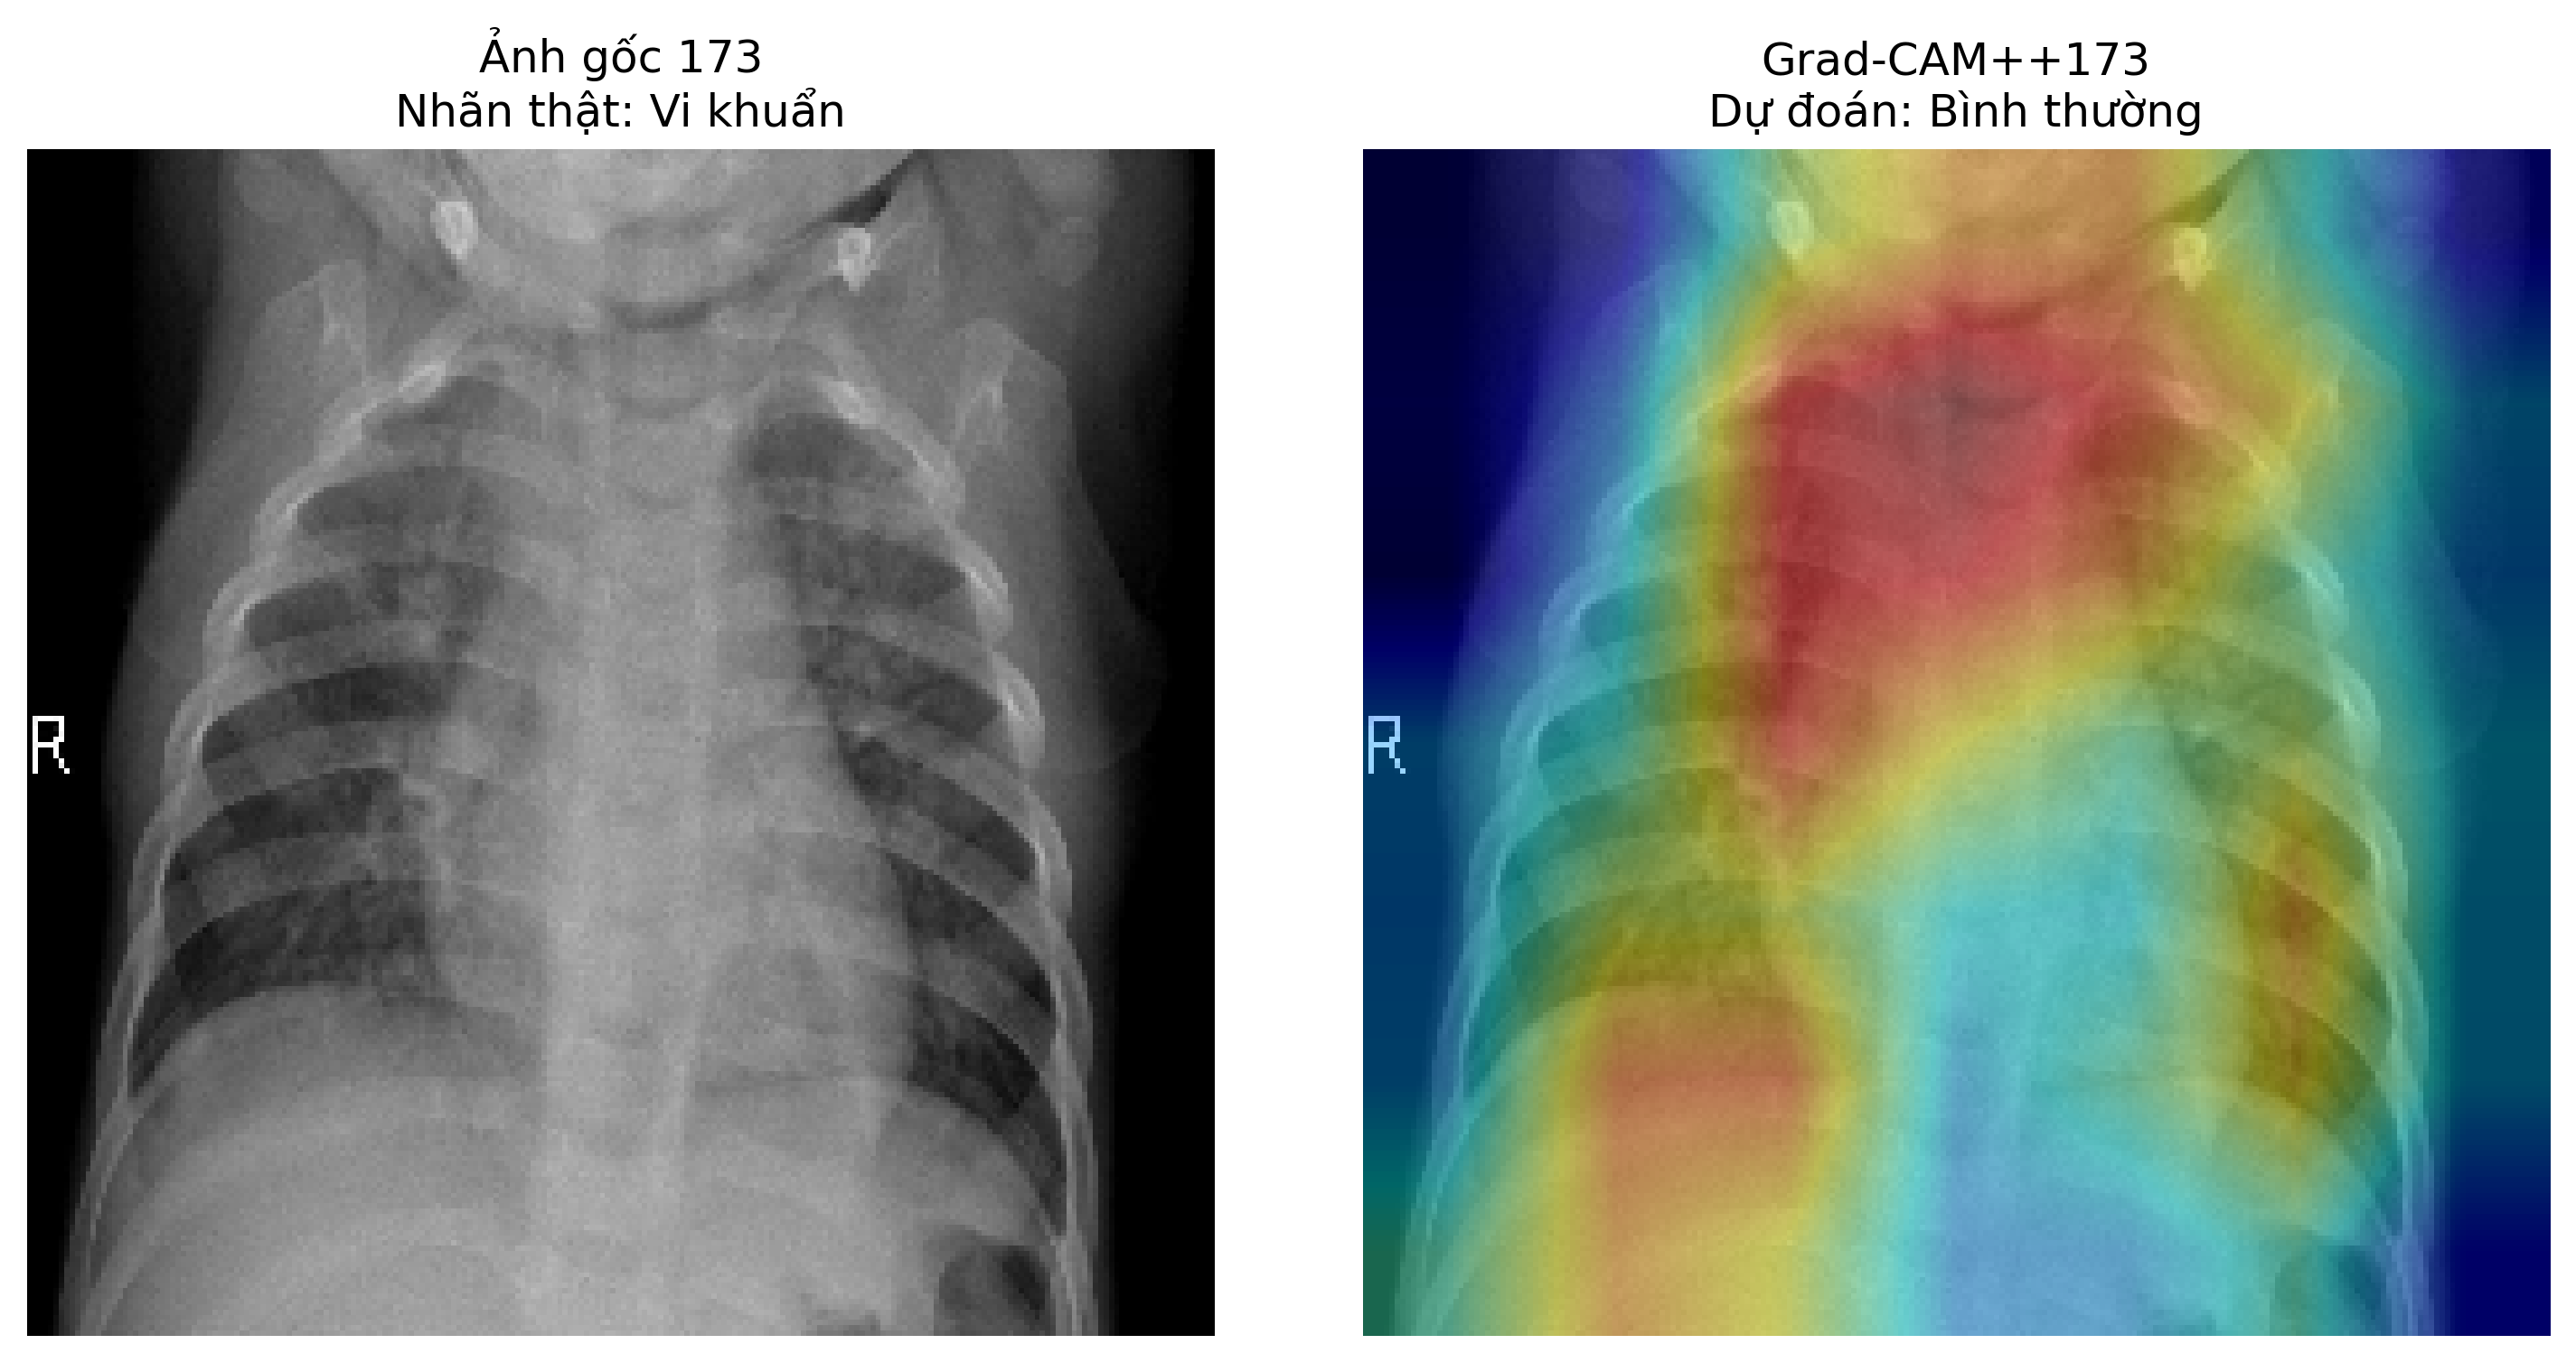 Ảnh gốc 173
Nhãn thật: Vi khuẩn
Grad-CAM++173
Dự đoán: Bình thường
R
R